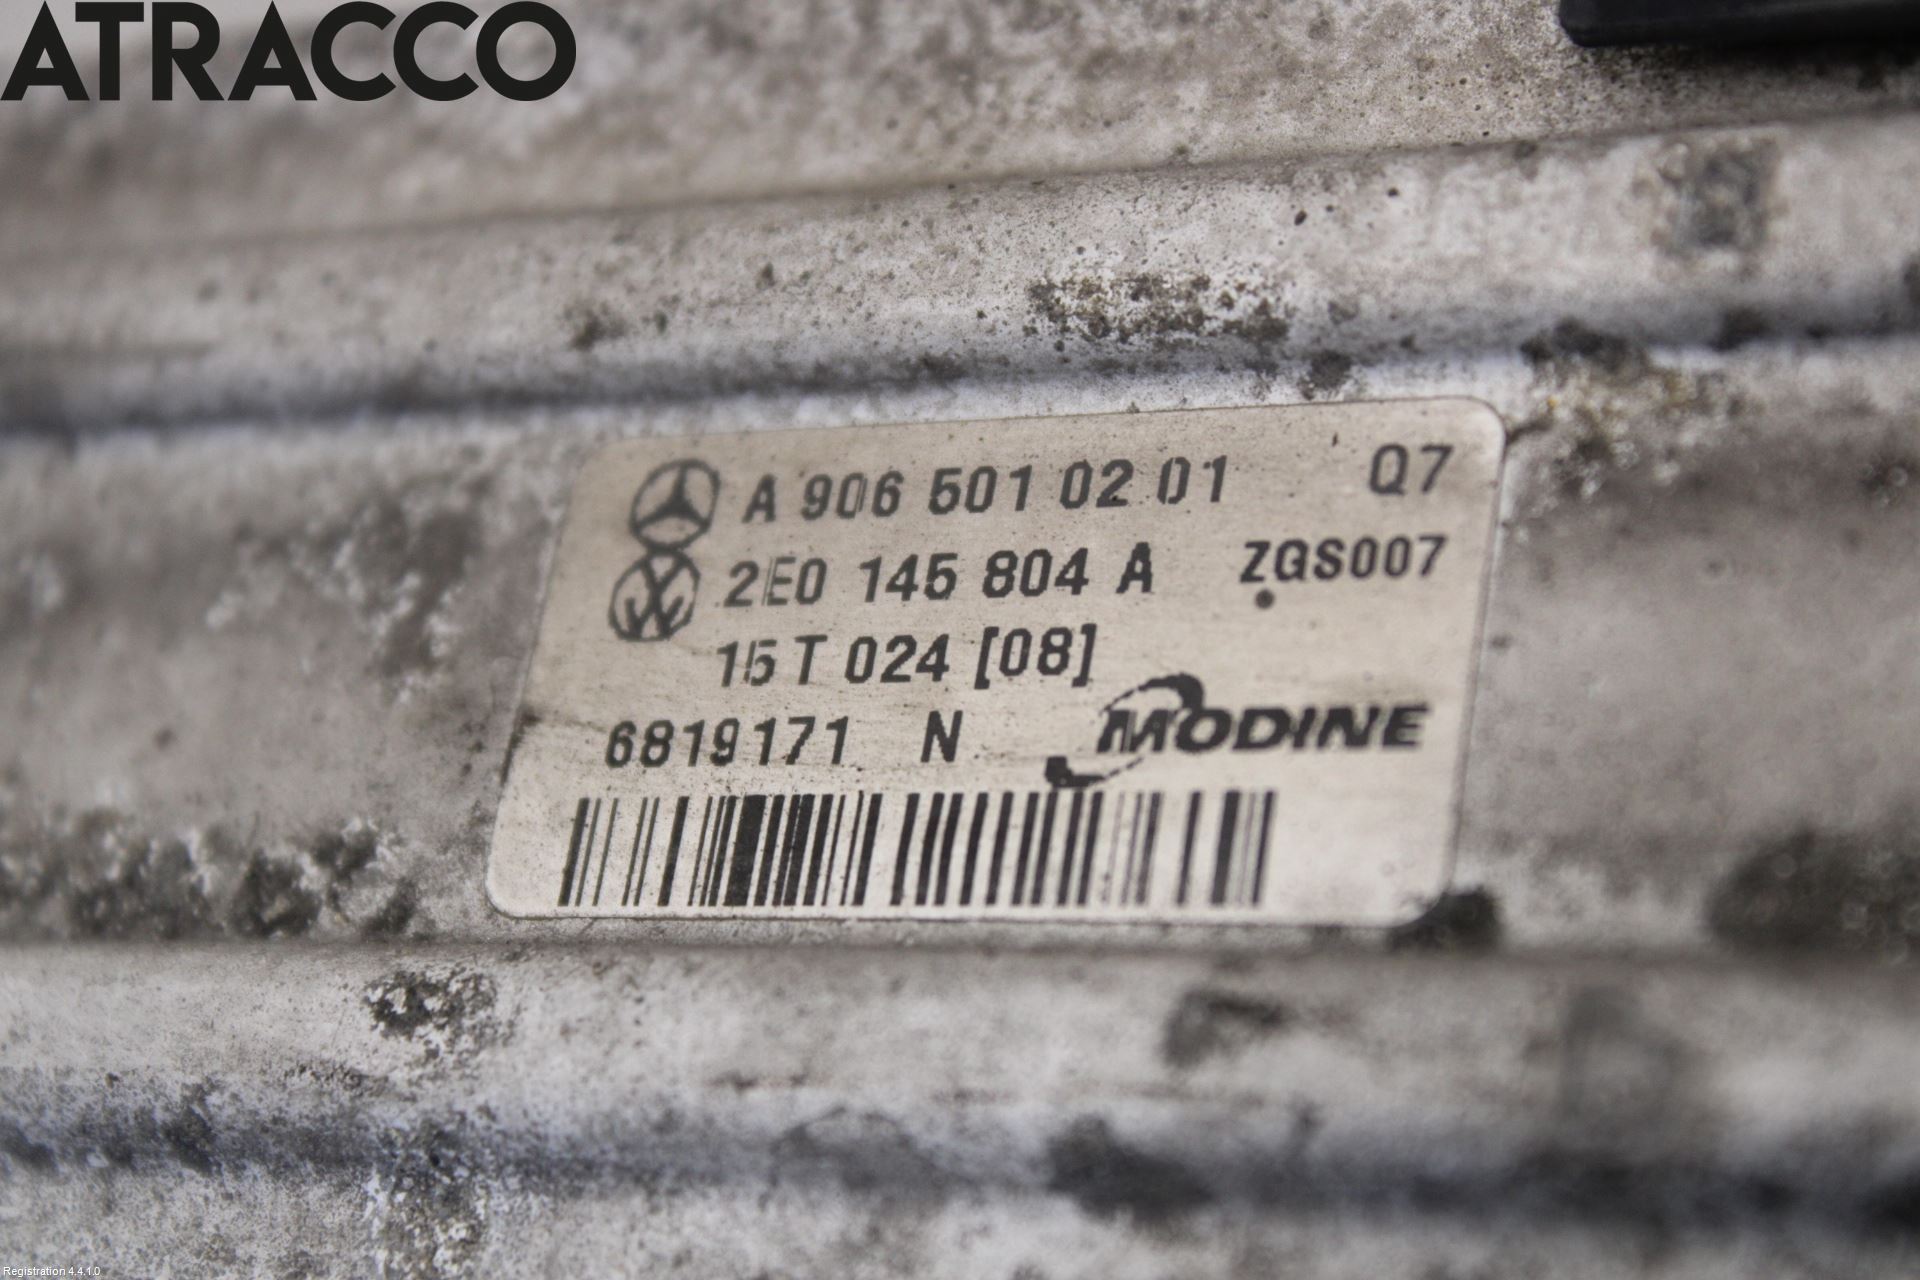 ATRACCO
A 906 501 02 01 Q7
2E0 145 804 A ZGS007
15 T 024 [08]
6819171 N MODINE
Registration 4.4.1.0